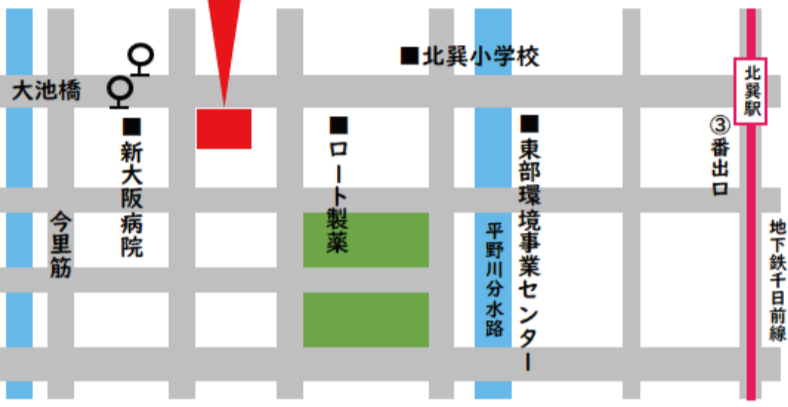 ■北巽小学校
大池橋
北巽駅
③番出口
■新大阪病院
■ロート製薬
■東部環境事業センター
今里筋
平野川分水路
地下鉄千日前線